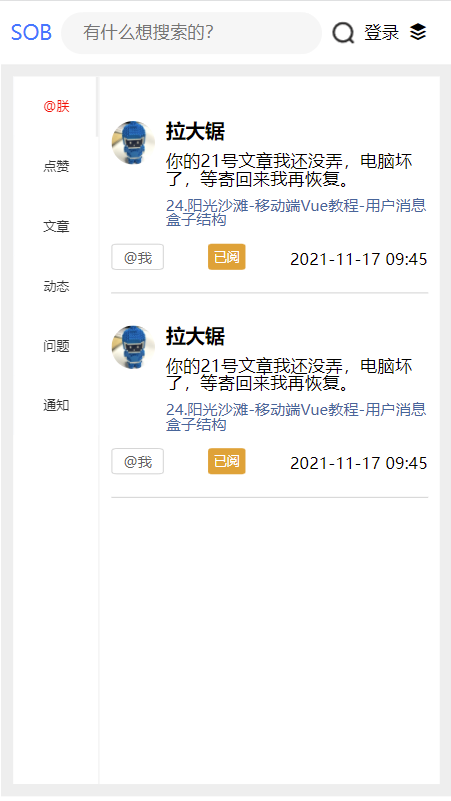 SOB 有什么想搜索的? 登录
@朕
点赞
文章
动态
问题
通知
拉大锯
你的21号文章我还没弄，电脑坏
了，等寄回来我再恢复。
24.阳光沙滩-移动端Vue教程-用户消息
盒子结构
@我 已阅 2021-11-17 09:45
拉大锯
你的21号文章我还没弄，电脑坏
了，等寄回来我再恢复。
24.阳光沙滩-移动端Vue教程-用户消息
盒子结构
@我 已阅 2021-11-17 09:45